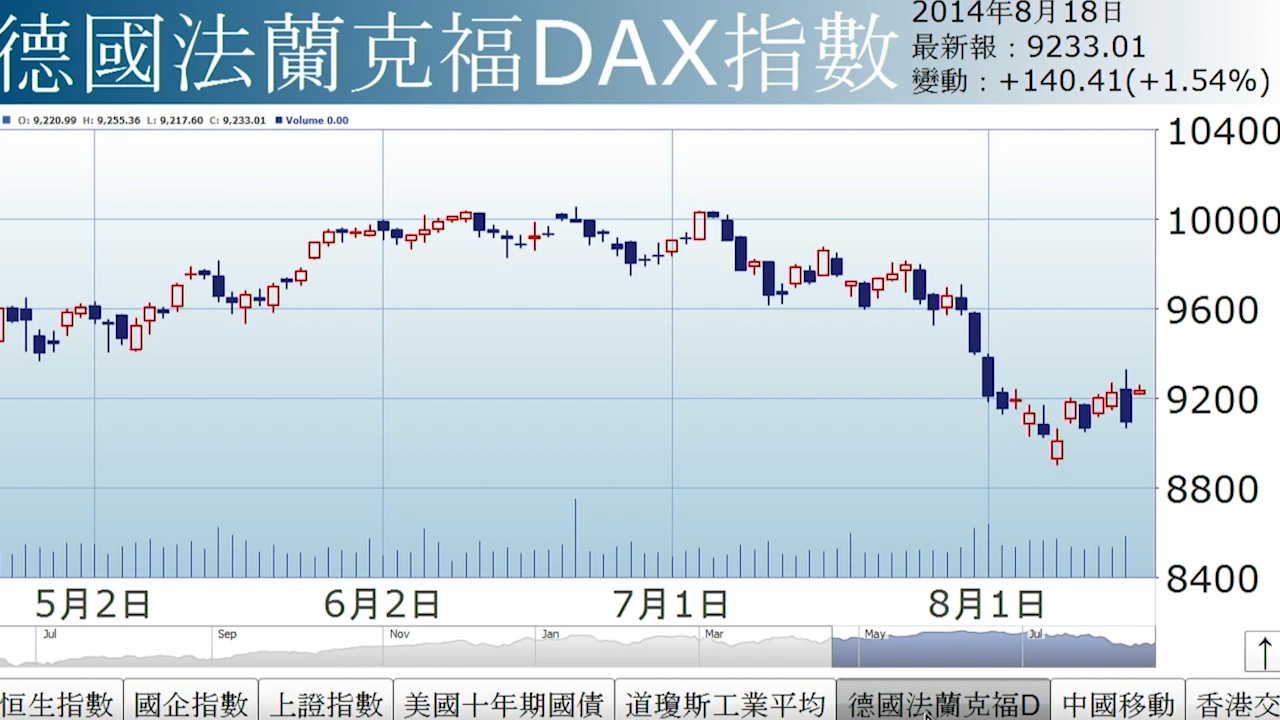 德國法蘭克福DAX指數
2014年8月18日
最新報：9233.01
變動：+140.41(+1.54%)
O: 9,220.99 H: 9,255.36 L: 9,217.60 C: 9,233.01 Volume 0.00
10400
10000
9600
9200
8800
8400
5月2日 6月2日 7月1日 8月1日
Jul Sep Nov Jan Mar May Jul
↑
恒生指數 國企指數 上證指數 美國十年期國債 道瓊斯工業平均 德國法蘭克福D 中國移動 香港交